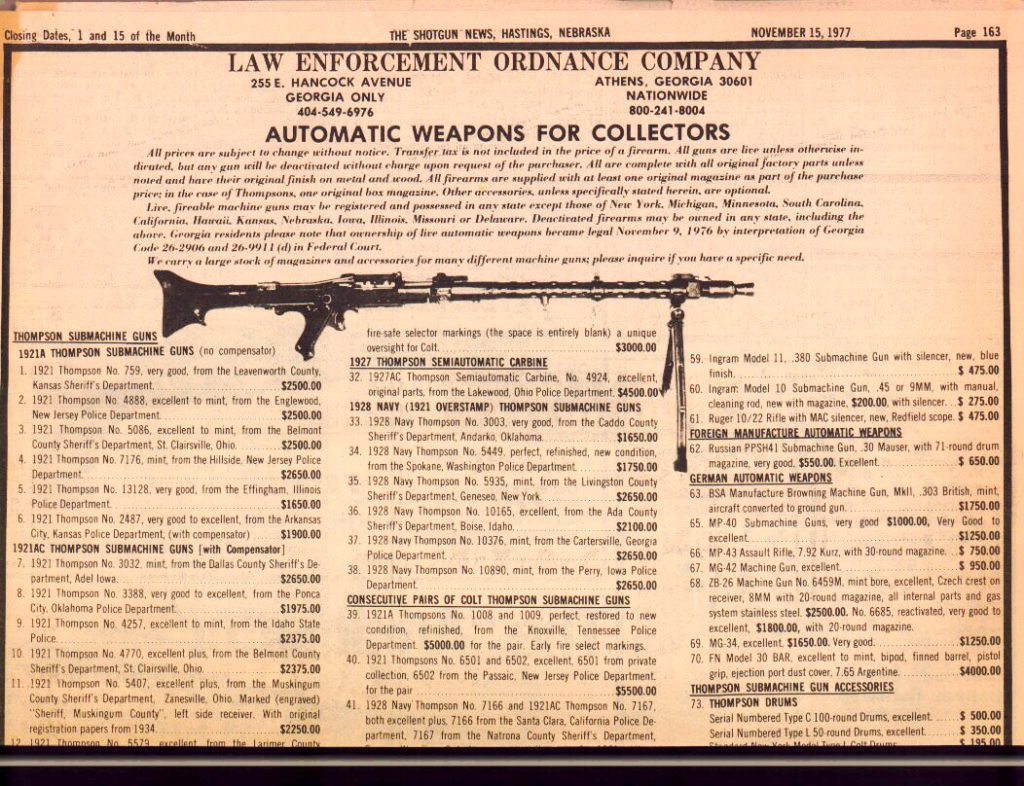 Closing Dates, 1 and 15 of the Month
THE SHOTGUN NEWS, HASTINGS, NEBRASKA
NOVEMBER 15, 1977
Page 163
LAW ENFORCEMENT ORDNANCE COMPANY
255 E. HANCOCK AVENUE
GEORGIA ONLY
404-549-6976
ATHENS, GEORGIA 30601
NATIONWIDE
800-241-8004
AUTOMATIC WEAPONS FOR COLLECTORS
All prices are subject to change without notice. Transfer tax is not included in the price of a firearm. All guns are live unless otherwise in-
dicated, but any gun will be deactivated without charge upon request of the purchaser. All are complete with all original factory parts unless
noted and have their original finish on metal and wood. All firearms are supplied with at least one original magazine as part of the purchase
price; in the case of Thompsons, one original box magazine. Other accessories, unless specifically stated herein, are optional.
Live, fireable machine guns may be registered and possessed in any state except those of New York, Michigan, Minnesota, South Carolina,
California, Hawaii, Kansas, Nebraska, Iowa, Illinois, Missouri or Delaware. Deactivated firearms may be owned in any state, including the
above. Georgia residents please note that ownership of live automatic weapons became legal November 9, 1976 by interpretation of Georgia
Code 26-2906 and 26-9911 (d) in Federal Court.
We carry a large stock of magazines and accessories for many different machine guns; please inquire if you have a specific need.
THOMPSON SUBMACHINE GUNS
1921A THOMPSON SUBMACHINE GUNS (no compensator)
1. 1921 Thompson No. 759, very good, from the Leavenworth County,
Kansas Sheriff's Department. $2500.00
2. 1921 Thompson No. 4888, excellent to mint, from the Englewood,
New Jersey Police Department. $2500.00
3. 1921 Thompson No. 5086, excellent to mint, from the Belmont
County Sheriff's Department, St. Clairsville, Ohio. $2500.00
4. 1921 Thompson No. 7176, mint, from the Hillside, New Jersey Police
Department. $2650.00
5. 1921 Thompson No. 13128, very good, from the Effingham, Illinois
Police Department. $1650.00
6. 1921 Thompson No. 2487, very good to excellent, from the Arkansas
City, Kansas Police Department, (with compensator) $1900.00
1921AC THOMPSON SUBMACHINE GUNS [with Compensator]
7. 1921 Thompson No. 3032, mint, from the Dallas County Sheriff's De-
partment, Adel Iowa. $2650.00
8. 1921 Thompson No. 3388, very good to excellent, from the Ponca
City, Oklahoma Police Department. $1975.00
9. 1921 Thompson No. 4257, excellent to mint, from the Idaho State
Police. $2375.00
10. 1921 Thompson No. 4770, excellent plus, from the Belmont County
Sheriff's Department, St. Clairsville, Ohio. $2375.00
11. 1921 Thompson No. 5407, excellent plus, from the Muskingum
County Sheriff's Department, Zanesville, Ohio. Marked (engraved)
"Sheriff, Muskingum County", left side receiver. With original
registration papers from 1934. $2250.00
12. 1921 Thompson No. 5579, excellent, from the Larimer County
fire-safe selector markings (the space is entirely blank) a unique
oversight for Colt. $3000.00
1927 THOMPSON SEMIAUTOMATIC CARBINE
32. 1927AC Thompson Semiautomatic Carbine, No. 4924, excellent,
original parts, from the Lakewood, Ohio Police Department. $4500.00
1928 NAVY (1921 OVERSTAMP) THOMPSON SUBMACHINE GUNS
33. 1928 Navy Thompson No. 3003, very good, from the Caddo County
Sheriff's Department, Andarko, Oklahoma. $1650.00
34. 1928 Navy Thompson No. 5449, perfect, refinished, new condition,
from the Spokane, Washington Police Department. $1750.00
35. 1928 Navy Thompson No. 5935, mint, from the Livingston County
Sheriff's Department, Geneseo, New York. $2650.00
36. 1928 Navy Thompson No. 10165, excellent, from the Ada County
Sheriff's Department, Boise, Idaho. $2100.00
37. 1928 Navy Thompson No. 10376, mint, from the Cartersville, Georgia
Police Department. $2650.00
38. 1928 Navy Thompson No. 10890, mint, from the Perry, Iowa Police
Department. $2650.00
CONSECUTIVE PAIRS OF COLT THOMPSON SUBMACHINE GUNS
39. 1921A Thompsons No. 1008 and 1009, perfect, restored to new
condition, refinished, from the Knoxville, Tennessee Police
Department. $5000.00 for the pair. Early fire select markings.
40. 1921 Thompsons No. 6501 and 6502, excellent, 6501 from private
collection, 6502 from the Passaic, New Jersey Police Department.
for the pair $5500.00
41. 1928 Navy Thompson No. 7166 and 1921AC Thompson No. 7167,
both excellent plus, 7166 from the Santa Clara, California Police De-
partment, 7167 from the Natrona County Sheriff's Department,
59. Ingram Model 11, .380 Submachine Gun with silencer, new, blue
finish. $ 475.00
60. Ingram Model 10 Submachine Gun, .45 or 9MM, with manual,
cleaning rod, new with magazine, $200.00, with silencer. $ 275.00
61. Ruger 10/22 Rifle with MAC silencer, new, Redfield scope. $ 475.00
FOREIGN MANUFACTURE AUTOMATIC WEAPONS
62. Russian PPSH41 Submachine Gun, .30 Mauser, with 71-round drum
magazine, very good, $550.00. Excellent. $ 650.00
GERMAN AUTOMATIC WEAPONS
63. BSA Manufacture Browning Machine Gun, MkII, .303 British, mint,
aircraft converted to ground gun. $1750.00
65. MP-40 Submachine Guns, very good $1000.00, Very Good to
excellent. $1250.00
66. MP-43 Assault Rifle, 7.92 Kurz, with 30-round magazine. $ 750.00
67. MG-42 Machine Gun, excellent. $ 950.00
68. ZB-26 Machine Gun No. 6459M, mint bore, excellent, Czech crest on
receiver, 8MM with 20-round magazine, all internal parts and gas
system stainless steel. $2500.00. No. 6685, reactivated, very good to
excellent, $1800.00, with 20-round magazine.
69. MG-34, excellent, $1650.00. Very good. $1250.00
70. FN Model 30 BAR, excellent to mint, bipod, finned barrel, pistol
grip, ejection port dust cover, 7.65 Argentine. $4000.00
THOMPSON SUBMACHINE GUN ACCESSORIES
73. THOMPSON DRUMS
Serial Numbered Type C 100-round Drums, excellent. $ 500.00
Serial Numbered Type L 50-round Drums, excellent. $ 350.00
Standard New York Model Type L Colt Drums $ 195.00